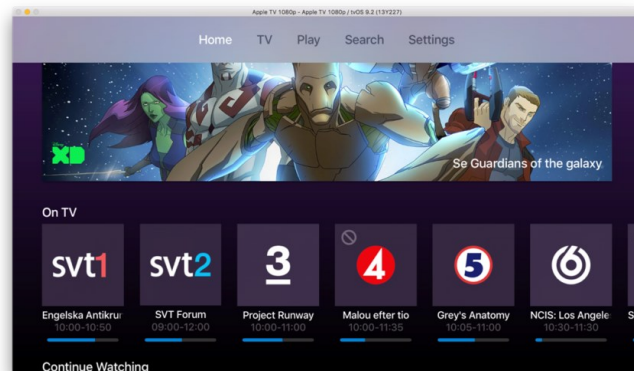 Apple TV 1080p - Apple TV 1080p / tvOS 9.2 (13Y227)
Home TV Play Search Settings
Disney XD
Se Guardians of the galaxy
On TV
svt1 svt2 3 4 5 6
Engelska Antikrun SVT Forum Project Runway Malou efter tio Grey's Anatomy NCIS: Los Angele S
10:00-10:50 09:00-12:00 10:00-11:00 10:00-11:35 10:05-11:00 10:30-11:30
Continue Watching